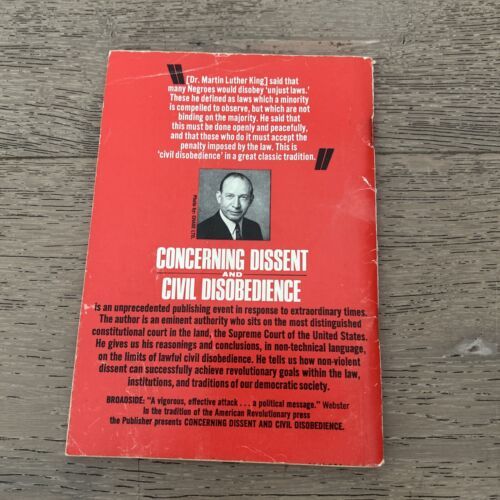 "[Dr. Martin Luther King] said that
many Negroes would disobey 'unjust laws.'
These he defined as laws which a minority
is compelled to observe, but which are not
binding on the majority. He said that
this must be done openly and peacefully,
and that those who do it must accept the
penalty imposed by the law. This is
'civil disobedience' in a great classic tradition."
Photo by: CHASE LTD.
CONCERNING DISSENT
AND
CIVIL DISOBEDIENCE
is an unprecedented publishing event in response to extraordinary times.
The author is an eminent authority who sits on the most distinguished
constitutional court in the land, the Supreme Court of the United States.
He gives us his reasonings and conclusions, in non-technical language,
on the limits of lawful civil disobedience. He tells us how non-violent
dissent can successfully achieve revolutionary goals within the law,
institutions, and traditions of our democratic society.
BROADSIDE: "A vigorous, effective attack . . . a political message." Webster
In the tradition of the American Revolutionary press
the Publisher presents CONCERNING DISSENT AND CIVIL DISOBEDIENCE.